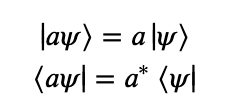 |aψ⟩ = a |ψ⟩
⟨aψ| = a* ⟨ψ|